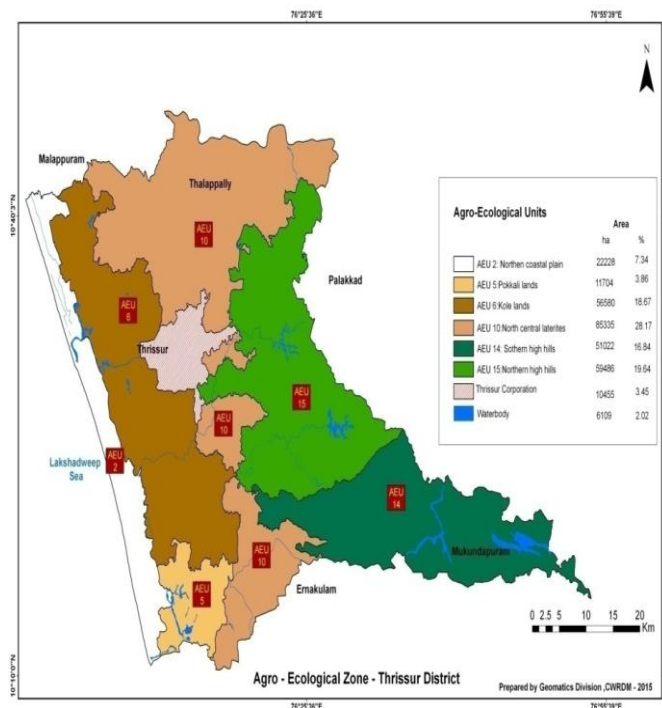 76°25'36"E 76°55'39"E
N
Malappuram
Thalappally
10°40'3"N
AEU 10
Palakkad
AEU 6
Thrissur
AEU 15
AEU 10
AEU 2
Lakshadweep Sea
AEU 14
Mukundapuram
AEU 10
Ernakulam
AEU 5
10°10'0"N
Agro-Ecological Units Area
ha %
AEU 2: Northen coastal plain 22228 7.34
AEU 5:Pokkali lands 11704 3.86
AEU 6:Kole lands 56580 18.67
AEU 10:North central laterites 85335 28.17
AEU 14: Sothern high hills 51022 16.84
AEU 15:Northern high hills 59486 19.64
Thrissur Corporation 10455 3.45
Waterbody 6109 2.02
0 2.5 5 10 15 20
Km
Agro - Ecological Zone - Thrissur District
Prepared by Geomatics Division ,CWRDM - 2015
76°25'36"E 76°55'39"E